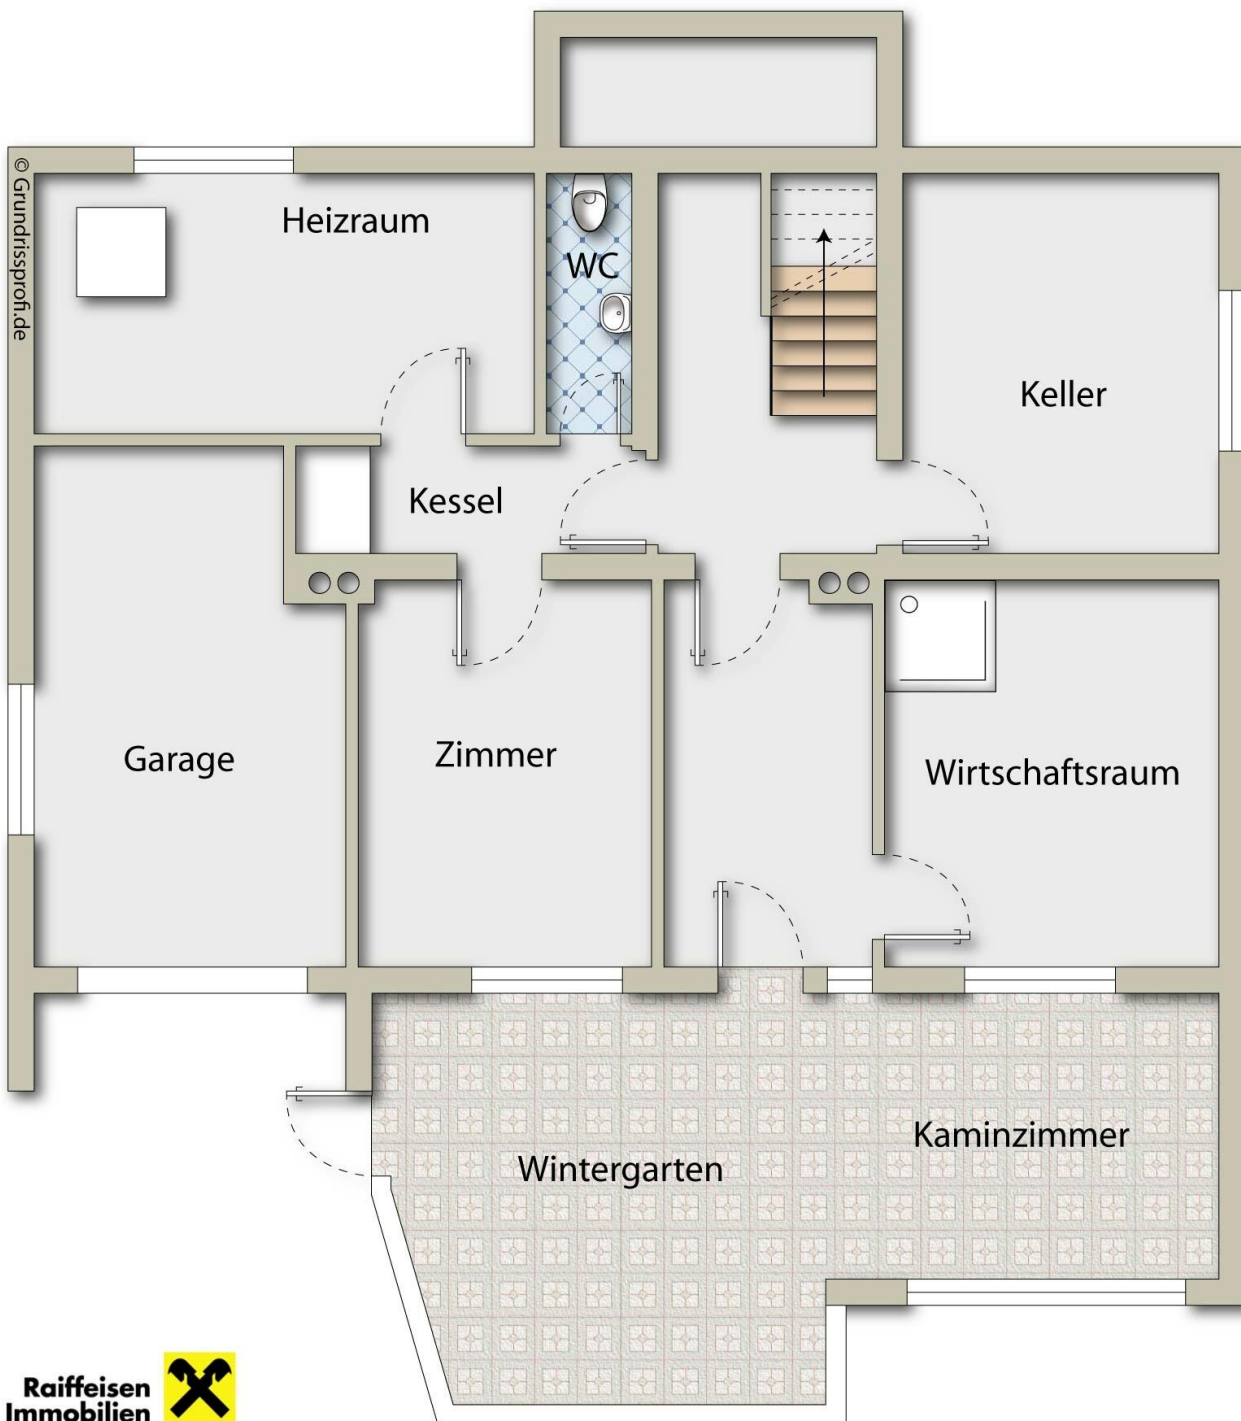 © Grundrissprofi.de
Heizraum
WC
Keller
Kessel
Garage
Zimmer
Wirtschaftsraum
Kaminzimmer
Wintergarten
Raiffeisen
Immobilien